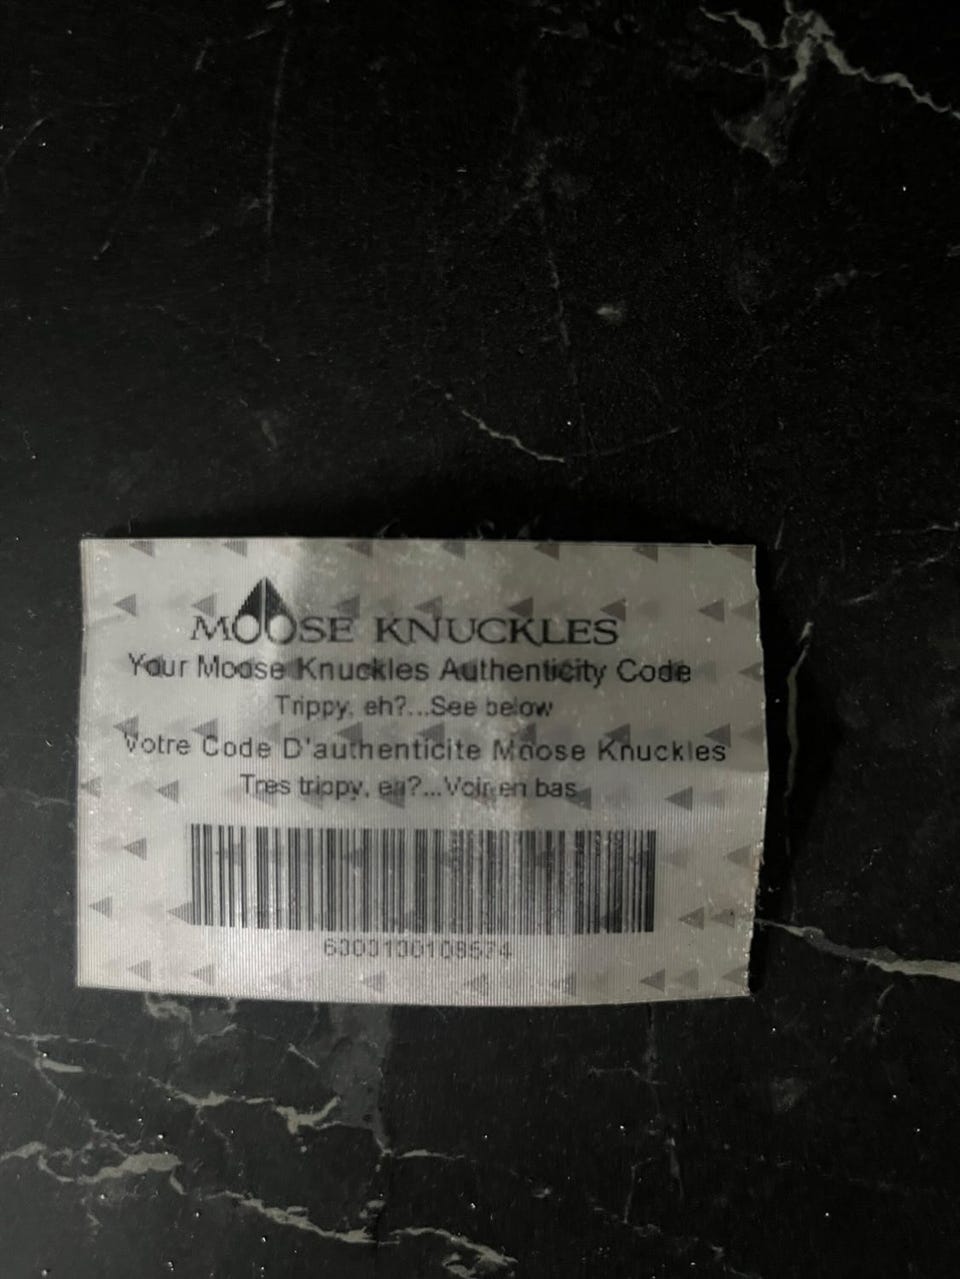 MOOSE KNUCKLES
Your Moose Knuckles Authenticity Code
Trippy, eh?...See below
Votre Code D'authenticite Moose Knuckles
Tres trippy, eh?...Voir en bas